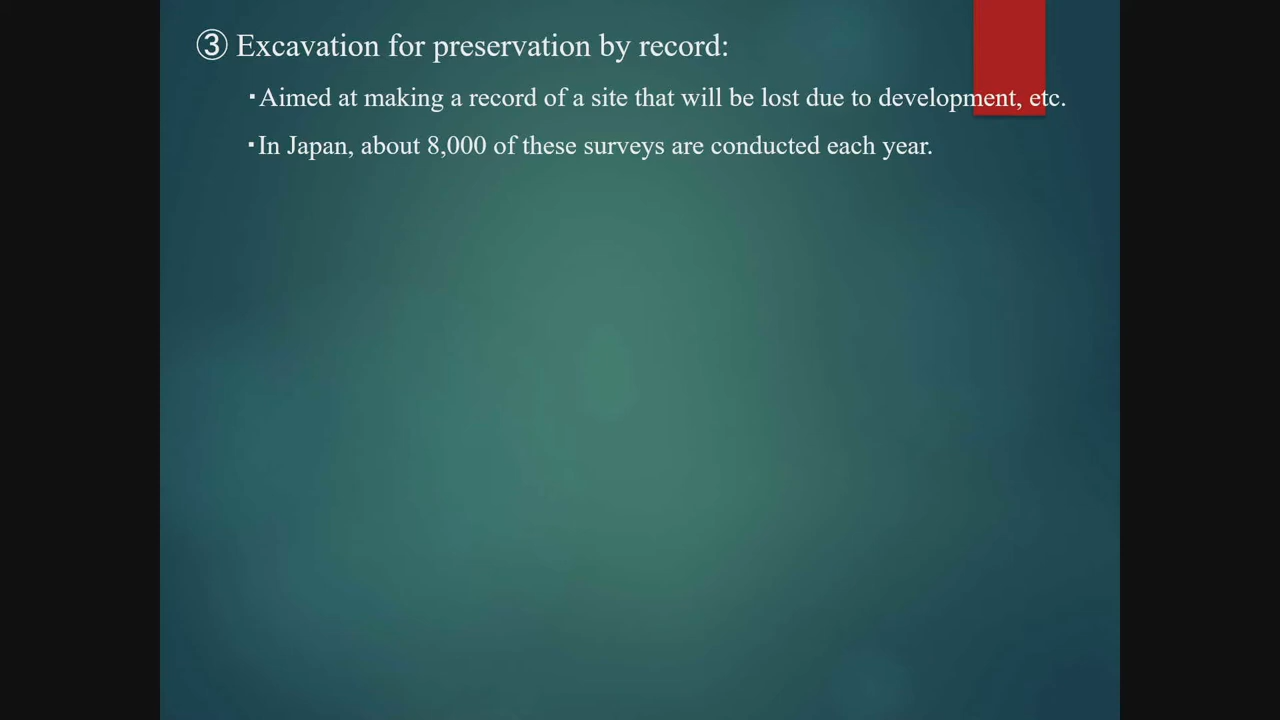 ③ Excavation for preservation by record:
▪Aimed at making a record of a site that will be lost due to development, etc.
▪In Japan, about 8,000 of these surveys are conducted each year.